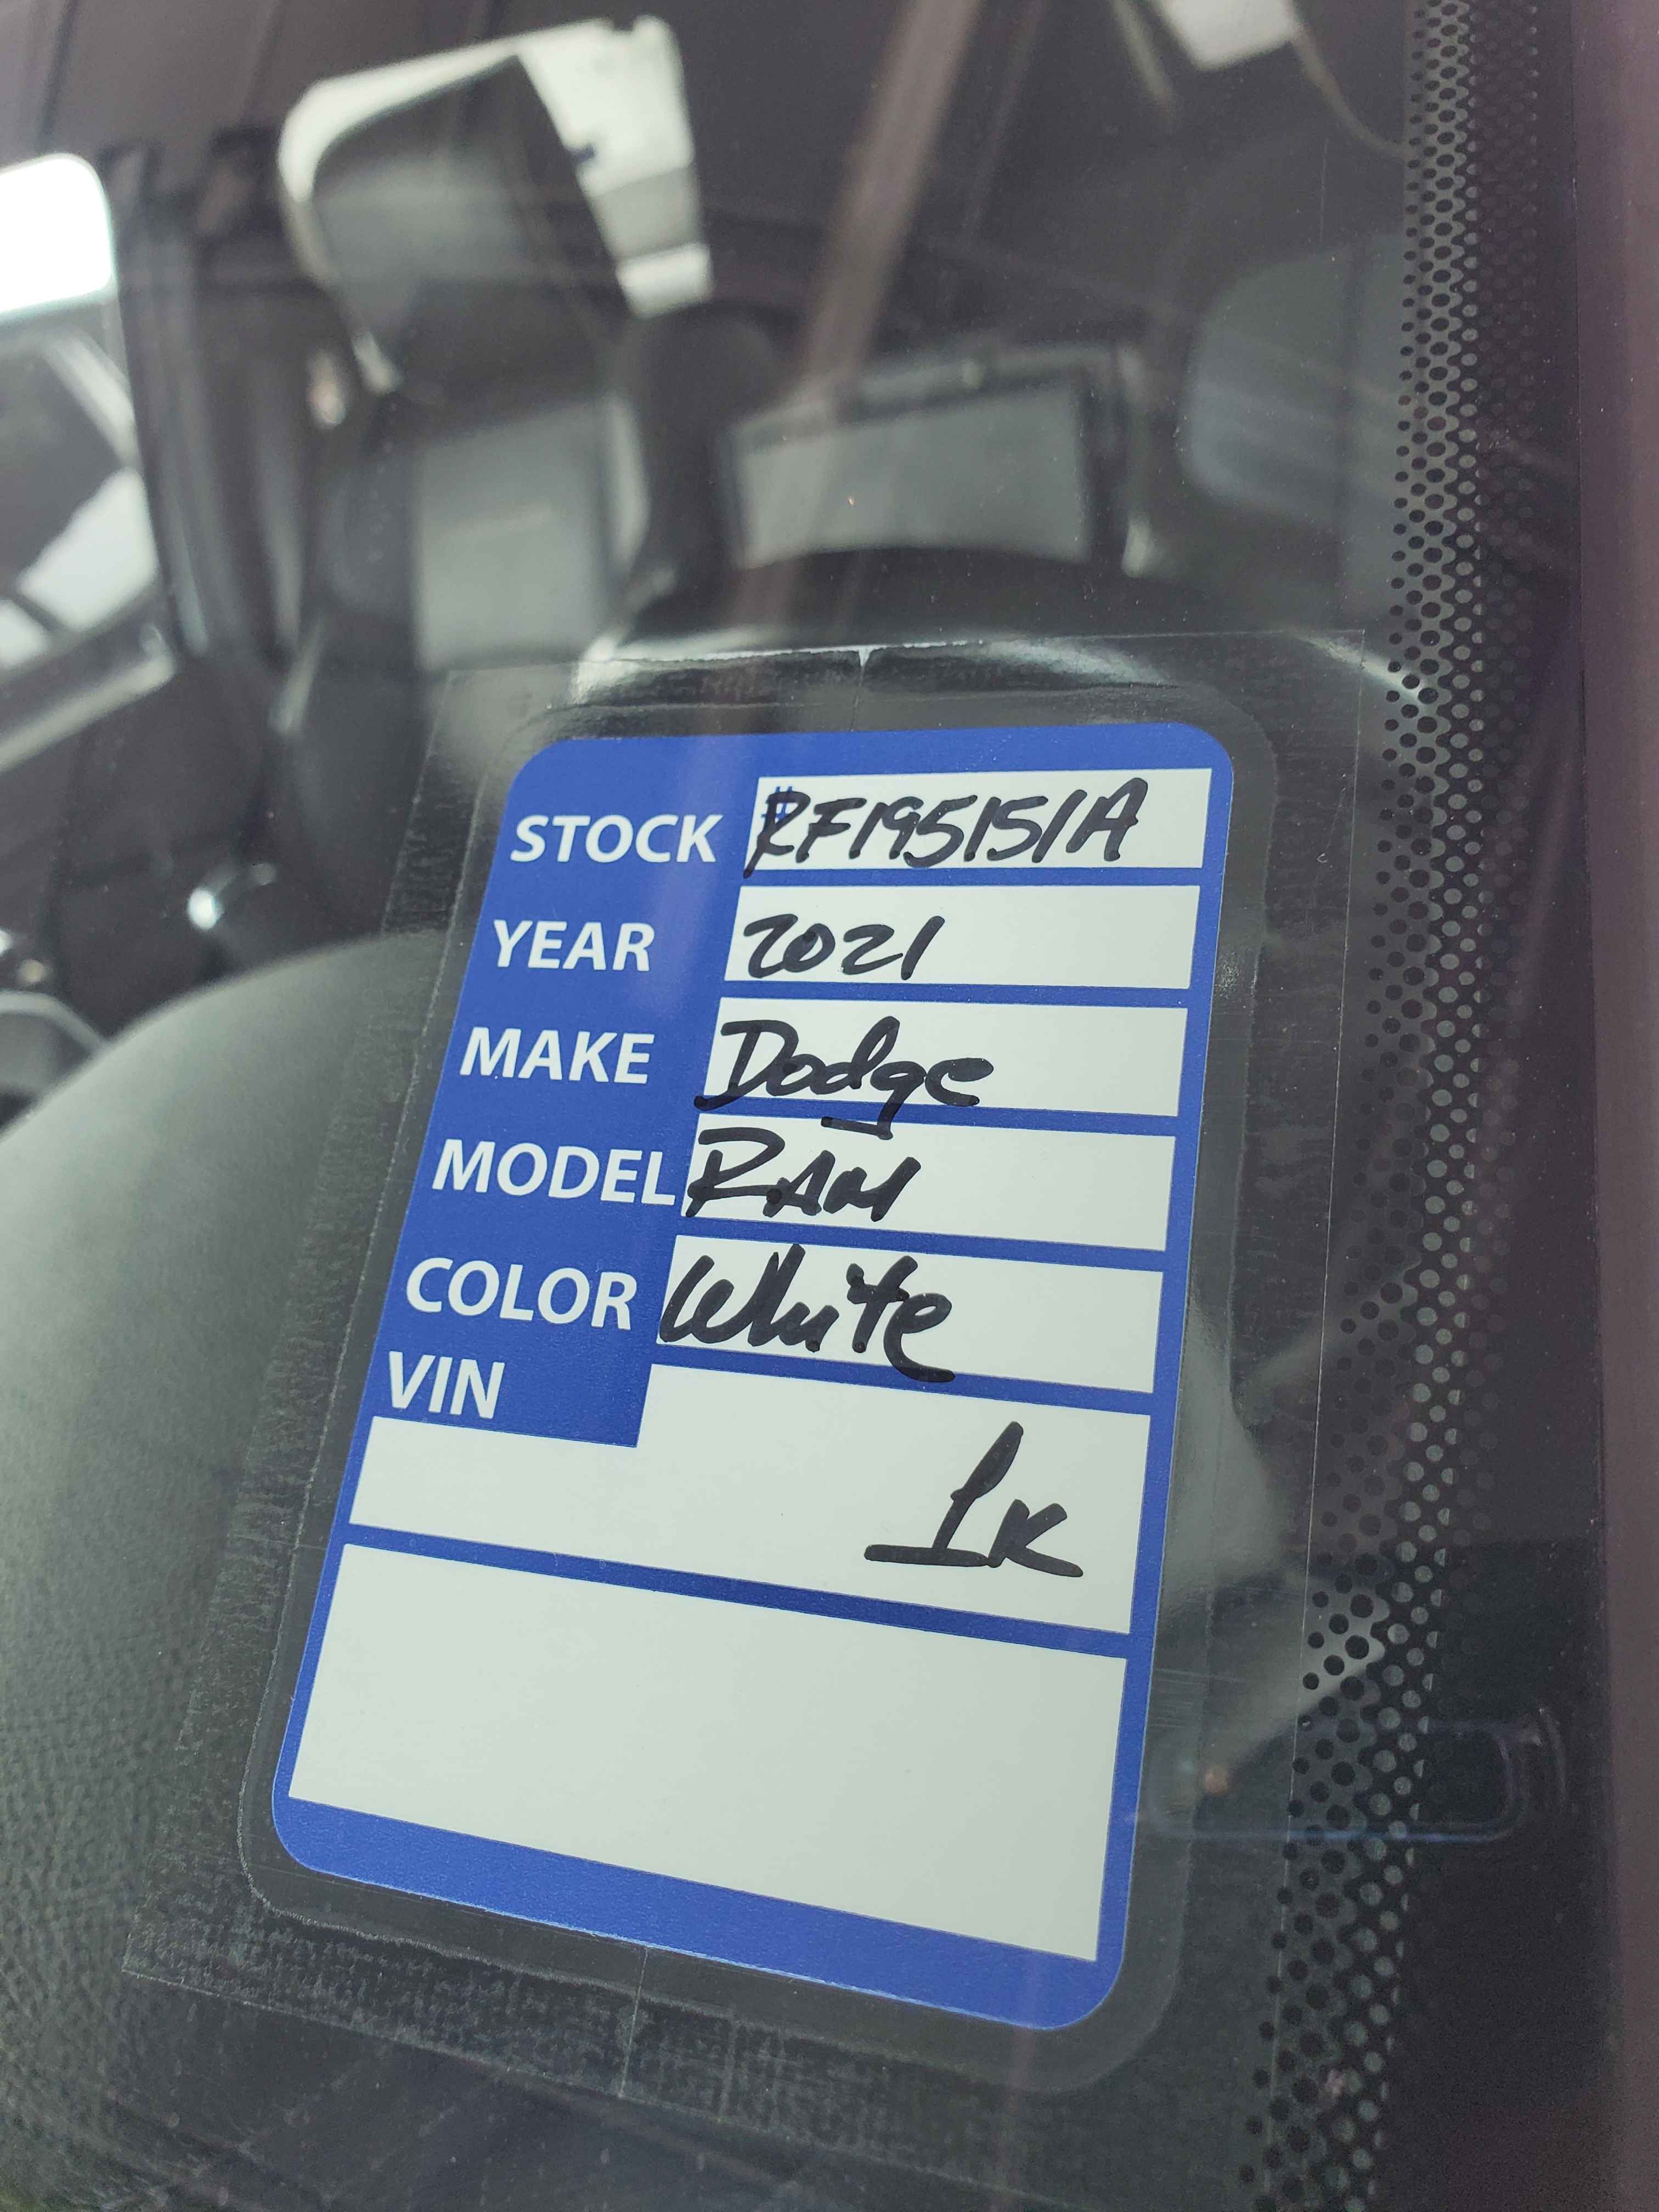 STOCK # RF195151A
YEAR 2021
MAKE Dodge
MODEL RAM
COLOR White
VIN
1K